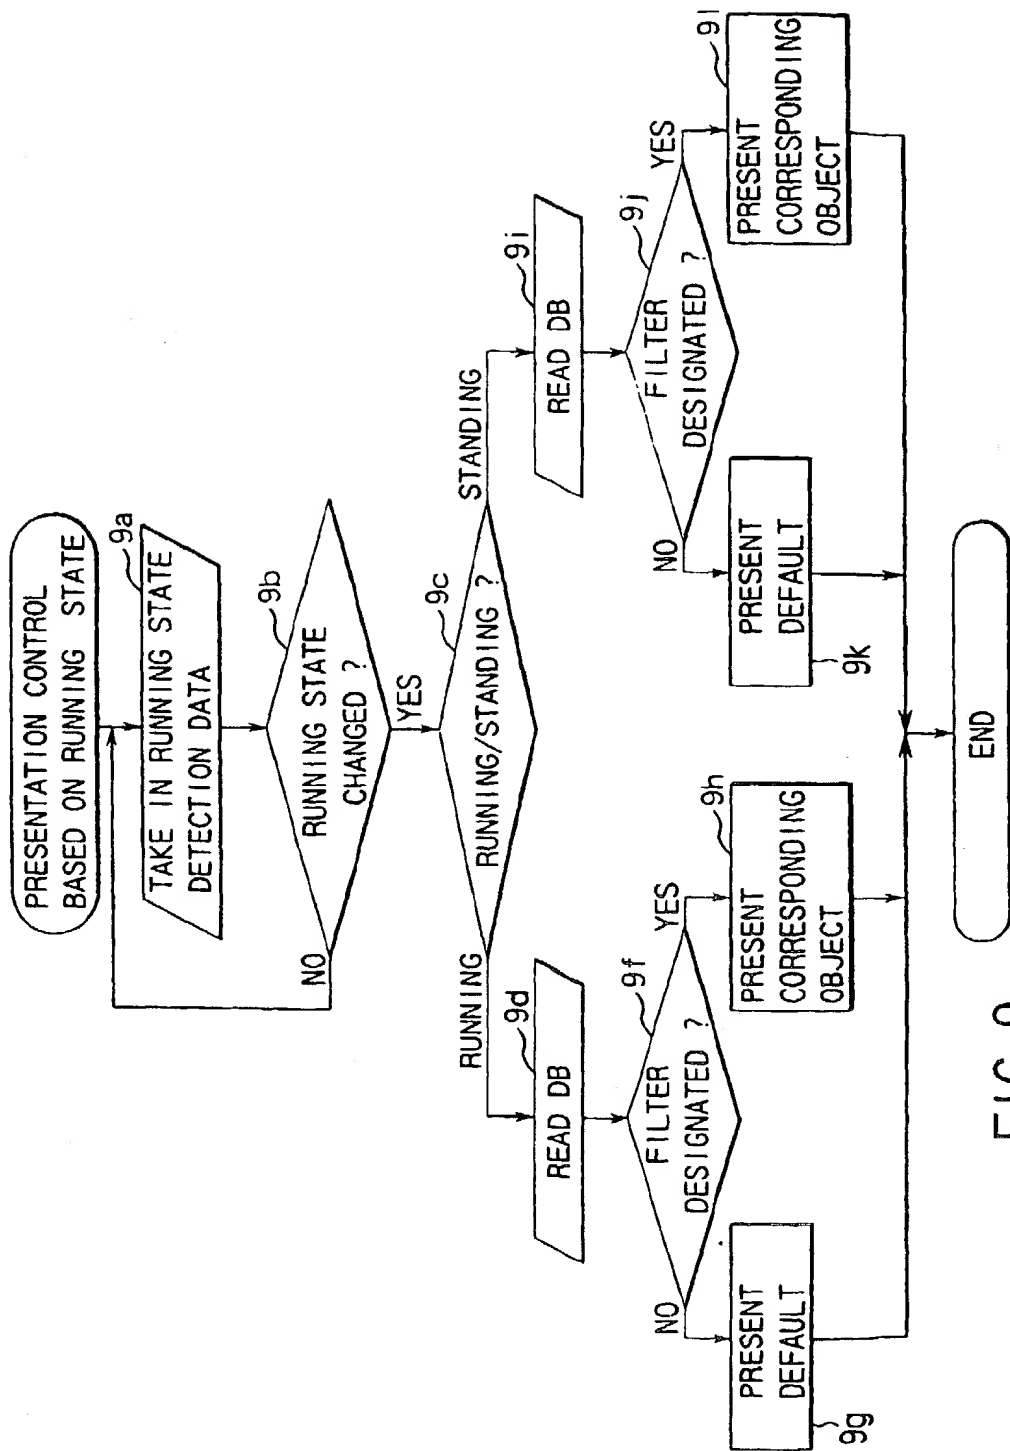 PRESENTATION CONTROL
BASED ON RUNNING STATE
9a
TAKE IN RUNNING STATE
DETECTION DATA
9b
RUNNING STATE
CHANGED ?
NO
YES
9c
RUNNING/STANDING ?
RUNNING
STANDING
9d
READ DB
9i
READ DB
9f
FILTER
DESIGNATED ?
NO
YES
9j
FILTER
DESIGNATED ?
NO
YES
PRESENT
DEFAULT
9g
9h
PRESENT
CORRESPONDING
OBJECT
PRESENT
DEFAULT
9k
9l
PRESENT
CORRESPONDING
OBJECT
END